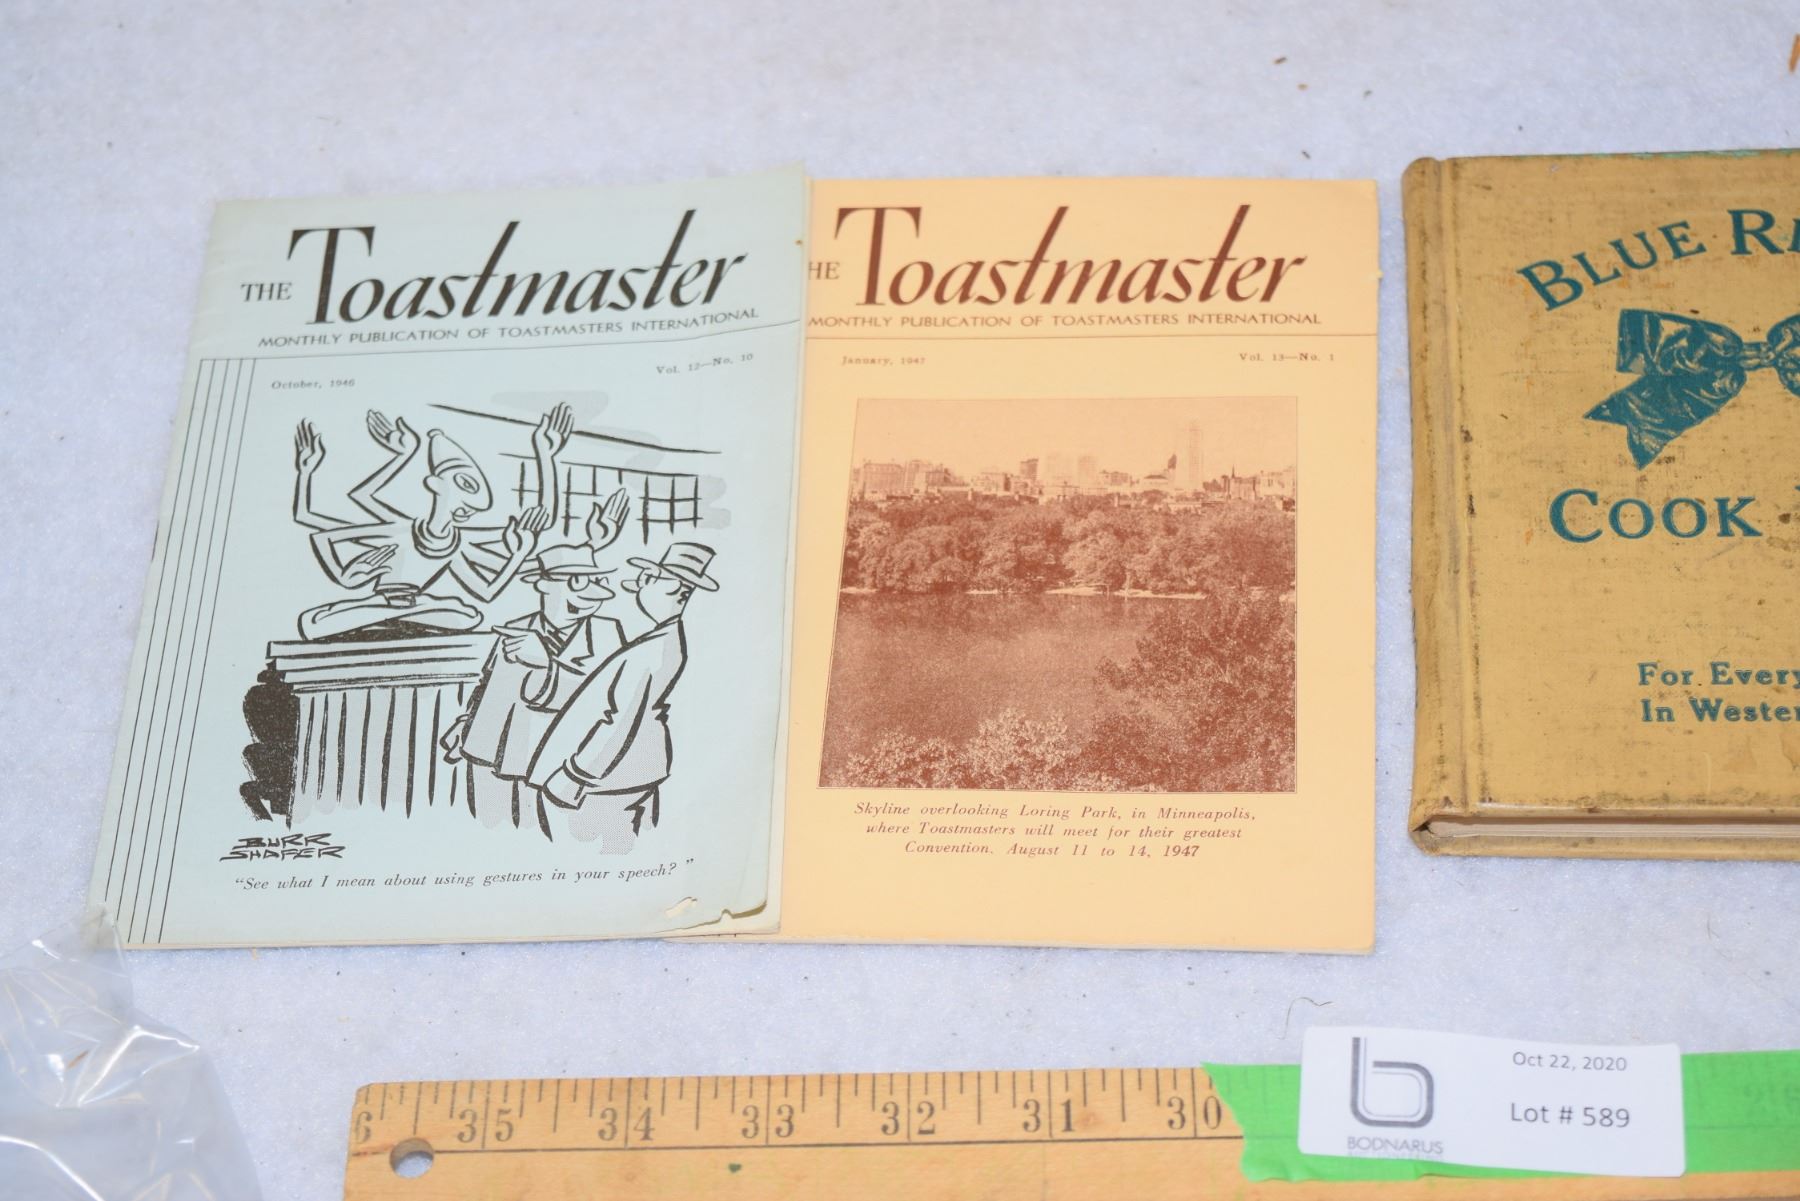 THE Toastmaster
MONTHLY PUBLICATION OF TOASTMASTERS INTERNATIONAL
October, 1946
Vol. 12—No. 10
BURR
SHAFER
"See what I mean about using gestures in your speech?"
HE Toastmaster
MONTHLY PUBLICATION OF TOASTMASTERS INTERNATIONAL
January, 1947
Vol. 13—No. 1
Skyline overlooking Loring Park, in Minneapolis,
where Toastmasters will meet for their greatest
Convention, August 11 to 14, 1947
BLUE R
COOK
For Every
In Wester
6 35 34 33 32 31 30
Oct 22, 2020
Lot # 589
BODNARUS